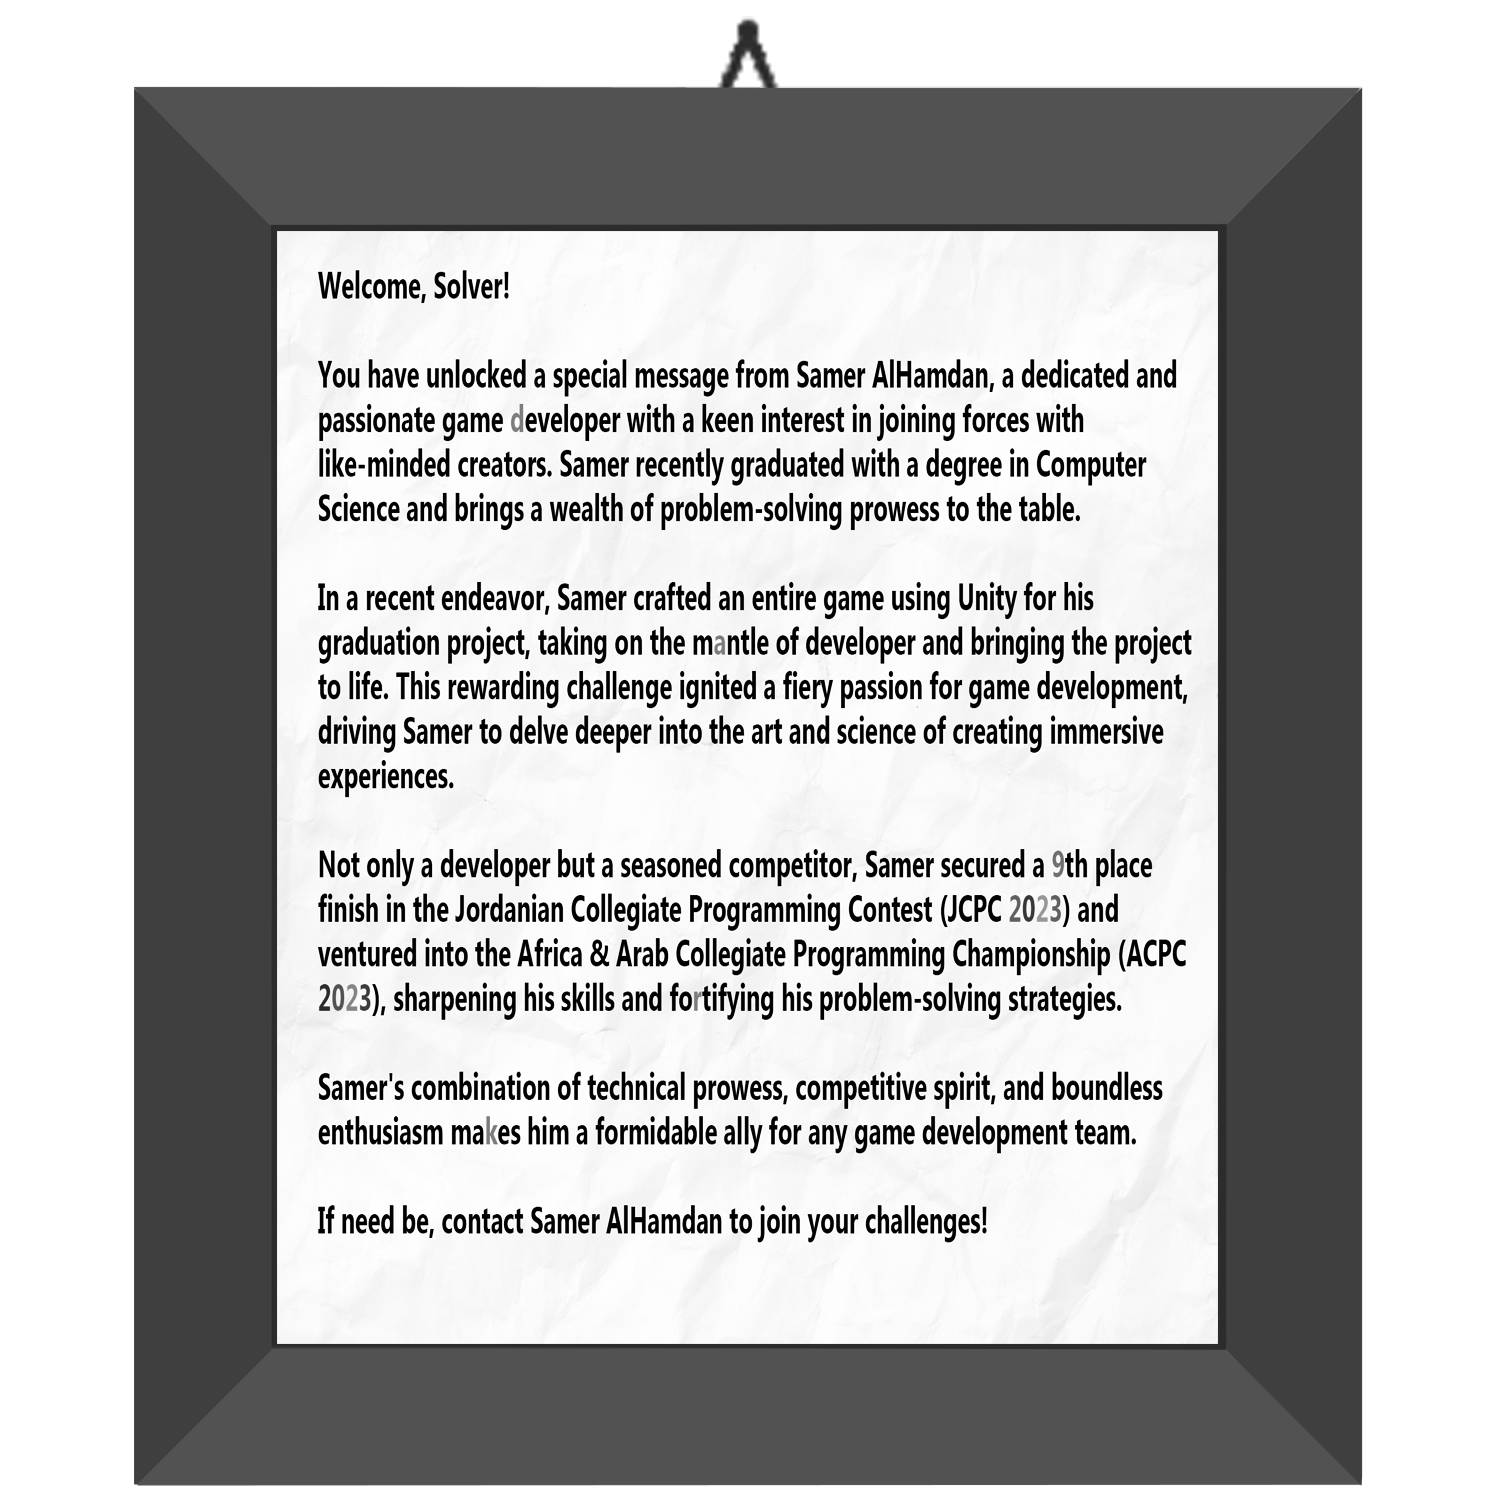 Welcome, Solver!
You have unlocked a special message from Samer AlHamdan, a dedicated and
passionate game developer with a keen interest in joining forces with
like-minded creators. Samer recently graduated with a degree in Computer
Science and brings a wealth of problem-solving prowess to the table.
In a recent endeavor, Samer crafted an entire game using Unity for his
graduation project, taking on the mantle of developer and bringing the project
to life. This rewarding challenge ignited a fiery passion for game development,
driving Samer to delve deeper into the art and science of creating immersive
experiences.
Not only a developer but a seasoned competitor, Samer secured a 9th place
finish in the Jordanian Collegiate Programming Contest (JCPC 2023) and
ventured into the Africa & Arab Collegiate Programming Championship (ACPC
2023), sharpening his skills and fortifying his problem-solving strategies.
Samer's combination of technical prowess, competitive spirit, and boundless
enthusiasm makes him a formidable ally for any game development team.
If need be, contact Samer AlHamdan to join your challenges!